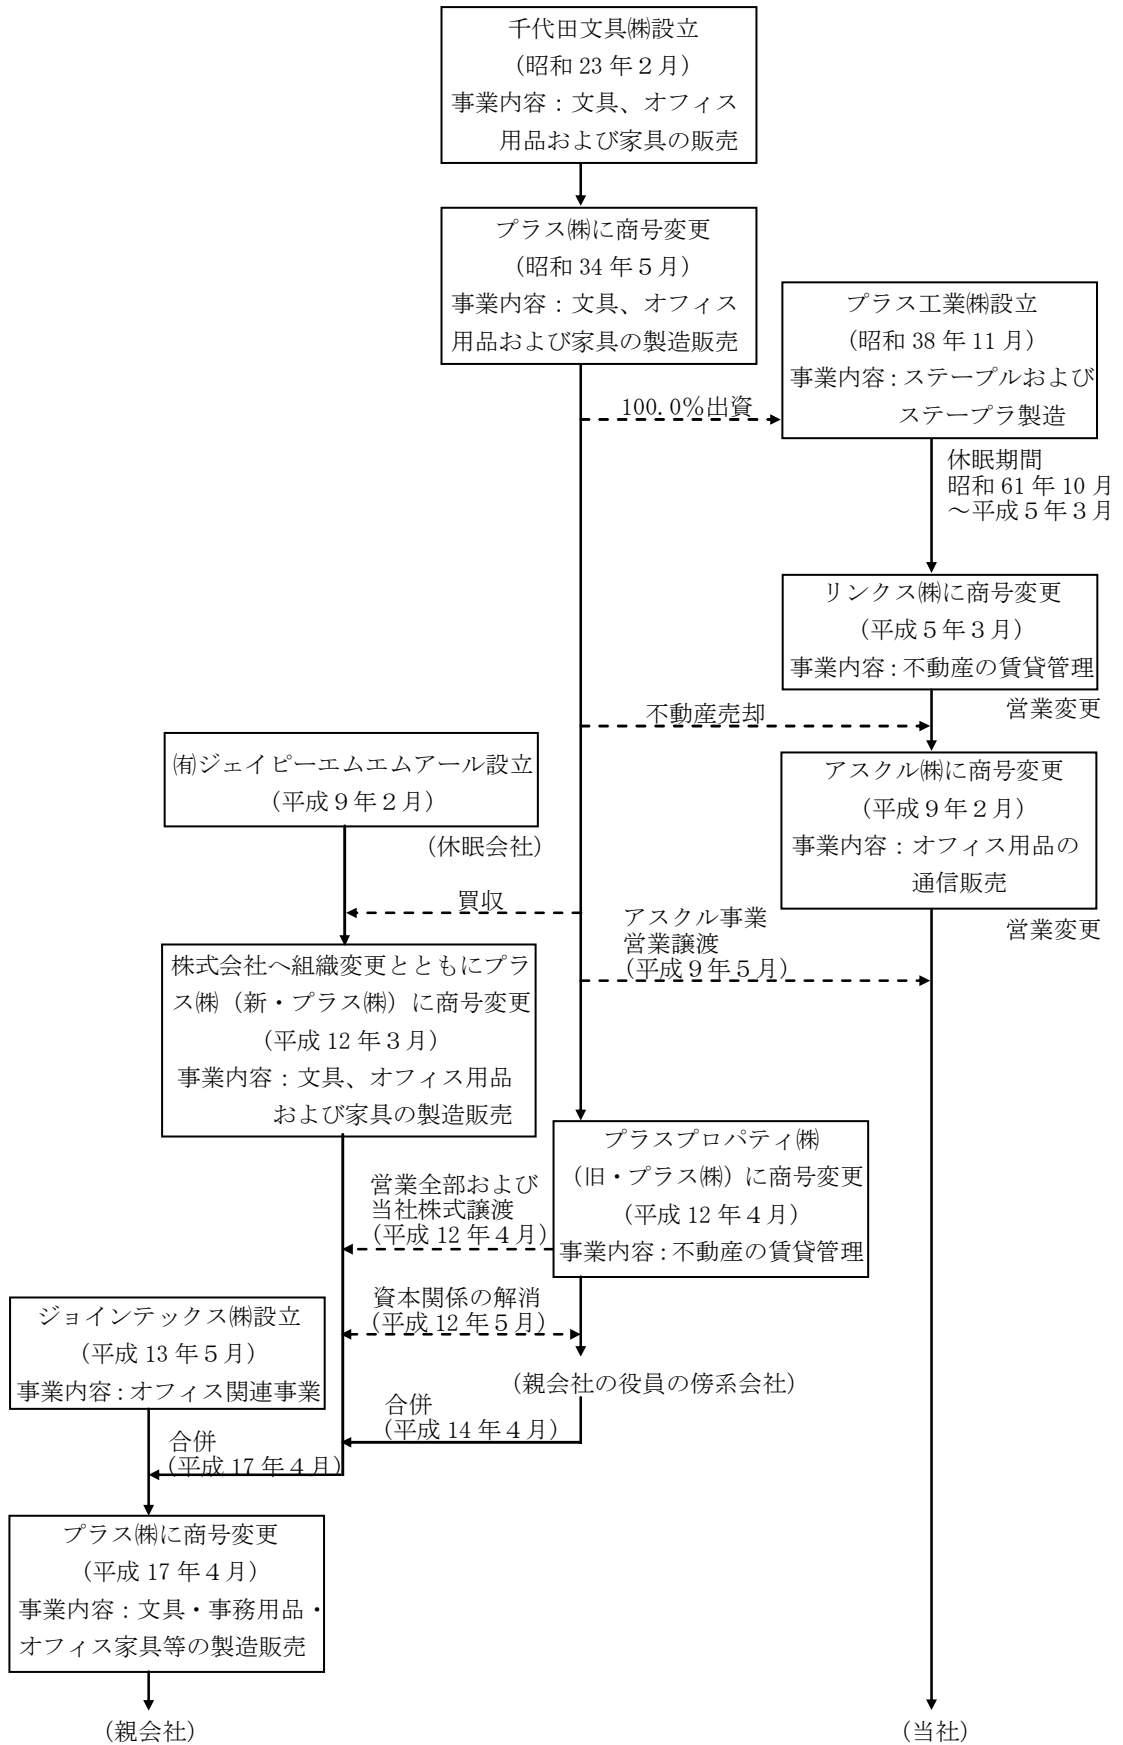 千代田文具㈱設立
（昭和 23 年２月）
事業内容：文具、オフィス
用品および家具の販売
プラス㈱に商号変更
（昭和 34 年５月）
事業内容：文具、オフィス
用品および家具の製造販売
プラス工業㈱設立
（昭和 38 年 11 月）
事業内容：ステープルおよび
ステープラ製造
100.0％出資
休眠期間
昭和 61 年 10 月
～平成５年３月
リンクス㈱に商号変更
（平成５年３月）
事業内容：不動産の賃貸管理
営業変更
不動産売却
㈲ジェイピーエムエムアール設立
（平成９年２月）
（休眠会社）
アスクル㈱に商号変更
（平成９年２月）
事業内容：オフィス用品の
通信販売
営業変更
買収
アスクル事業
営業譲渡
（平成９年５月）
株式会社へ組織変更とともにプラ
ス㈱（新・プラス㈱）に商号変更
（平成 12 年３月）
事業内容：文具、オフィス用品
および家具の製造販売
プラスプロパティ㈱
（旧・プラス㈱）に商号変更
（平成 12 年４月）
事業内容：不動産の賃貸管理
営業全部および
当社株式譲渡
（平成 12 年４月）
資本関係の解消
（平成 12 年５月）
ジョインテックス㈱設立
（平成 13 年５月）
事業内容：オフィス関連事業
（親会社の役員の傍系会社）
合併
（平成 14 年４月）
合併
（平成 17 年４月）
プラス㈱に商号変更
（平成 17 年４月）
事業内容：文具・事務用品・
オフィス家具等の製造販売
（親会社）
（当社）